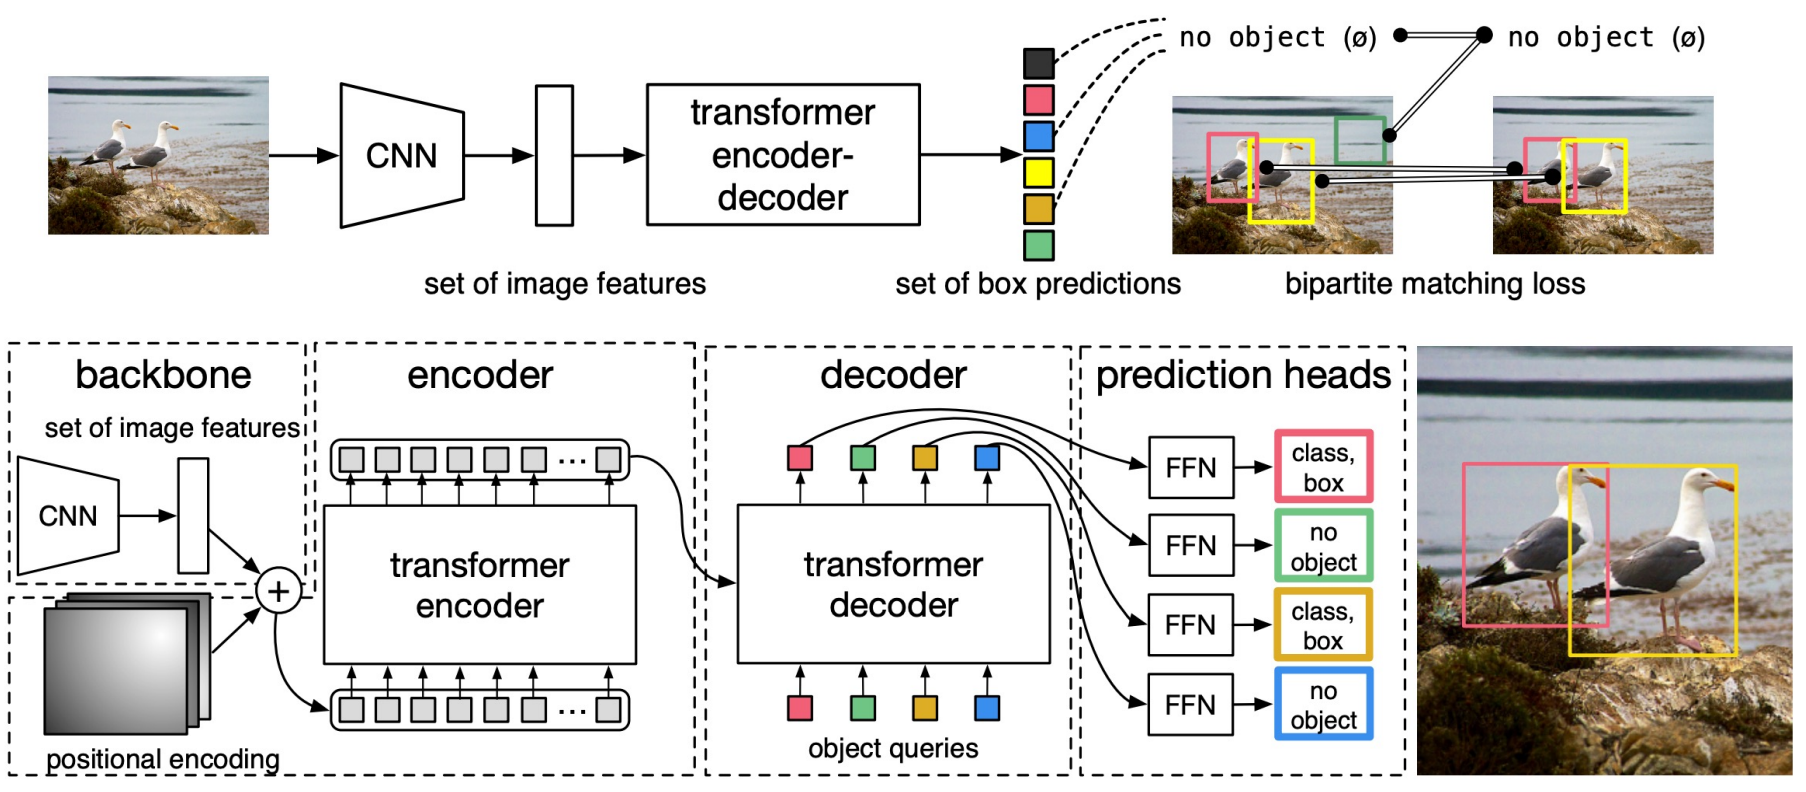 no object (ø)
no object (ø)
CNN
transformer
encoder-
decoder
set of image features
set of box predictions
bipartite matching loss
backbone
set of image features
CNN
+
positional encoding
encoder
...
transformer
encoder
...
decoder
transformer
decoder
object queries
prediction heads
FFN
class,
box
FFN
no
object
FFN
class,
box
FFN
no
object